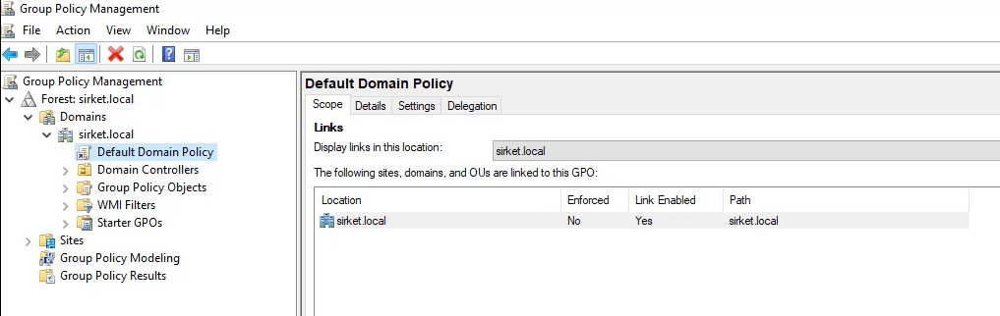 Group Policy Management
File Action View Window Help
Group Policy Management
Forest: sirket.local
Domains
sirket.local
Default Domain Policy
Domain Controllers
Group Policy Objects
WMI Filters
Starter GPOs
Sites
Group Policy Modeling
Group Policy Results
Default Domain Policy
Scope Details Settings Delegation
Links
Display links in this location: sirket.local
The following sites, domains, and OUs are linked to this GPO:
Location Enforced Link Enabled Path
sirket.local No Yes sirket.local